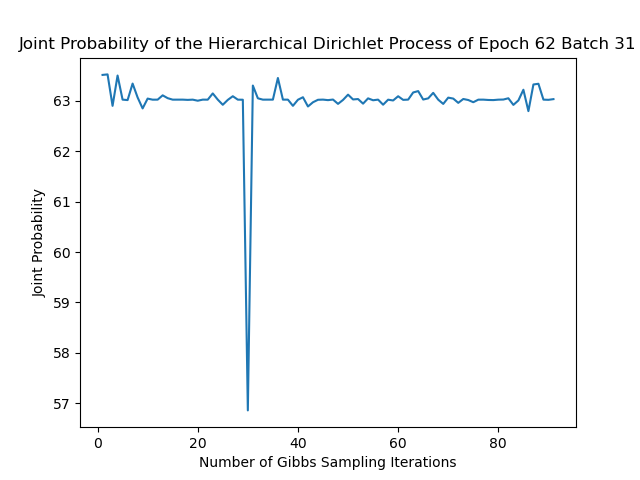 Joint Probability of the Hierarchical Dirichlet Process of Epoch 62 Batch 31
63
62
61
60
59
58
57
Joint Probability
0 20 40 60 80
Number of Gibbs Sampling Iterations